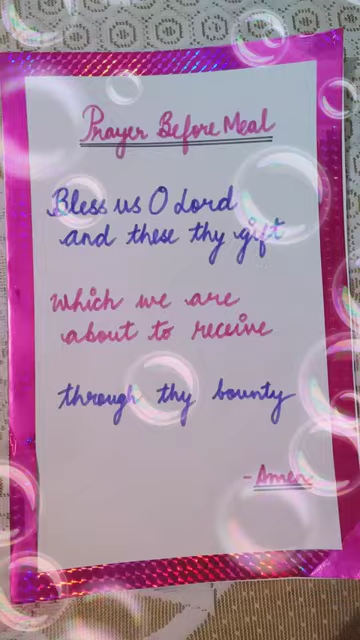 Prayer Before Meal
Bless us O Lord
and these thy gift
which we are
about to receive
through thy bounty
- Amen